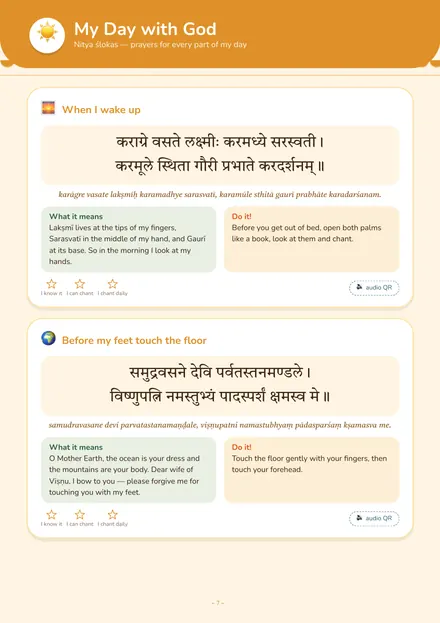 My Day with God
Nitya ślokas — prayers for every part of my day
When I wake up
कराग्रे वसते लक्ष्मीः करमध्ये सरस्वती।
करमूले स्थिता गौरी प्रभाते करदर्शनम्॥
karāgre vasate lakṣmīḥ karamadhye sarasvatī, karamūle sthitā gaurī prabhāte karadarśanam.
What it means
Lakṣmī lives at the tips of my fingers,
Sarasvatī in the middle of my hand, and Gaurī
at its base. So in the morning I look at my
hands.
Do it!
Before you get out of bed, open both palms
like a book, look at them and chant.
I know it I can chant I chant daily
audio QR
Before my feet touch the floor
समुद्रवसने देवि पर्वतस्तनमण्डले।
विष्णुपत्नि नमस्तुभ्यं पादस्पर्शं क्षमस्व मे॥
samudravasane devi parvatastanamaṇḍale, viṣṇupatni namastubhyaṃ pādasparśaṃ kṣamasva me.
What it means
O Mother Earth, the ocean is your dress and
the mountains are your body. Dear wife of
Viṣṇu, I bow to you — please forgive me for
touching you with my feet.
Do it!
Touch the floor gently with your fingers, then
touch your forehead.
I know it I can chant I chant daily
audio QR
– 7 –